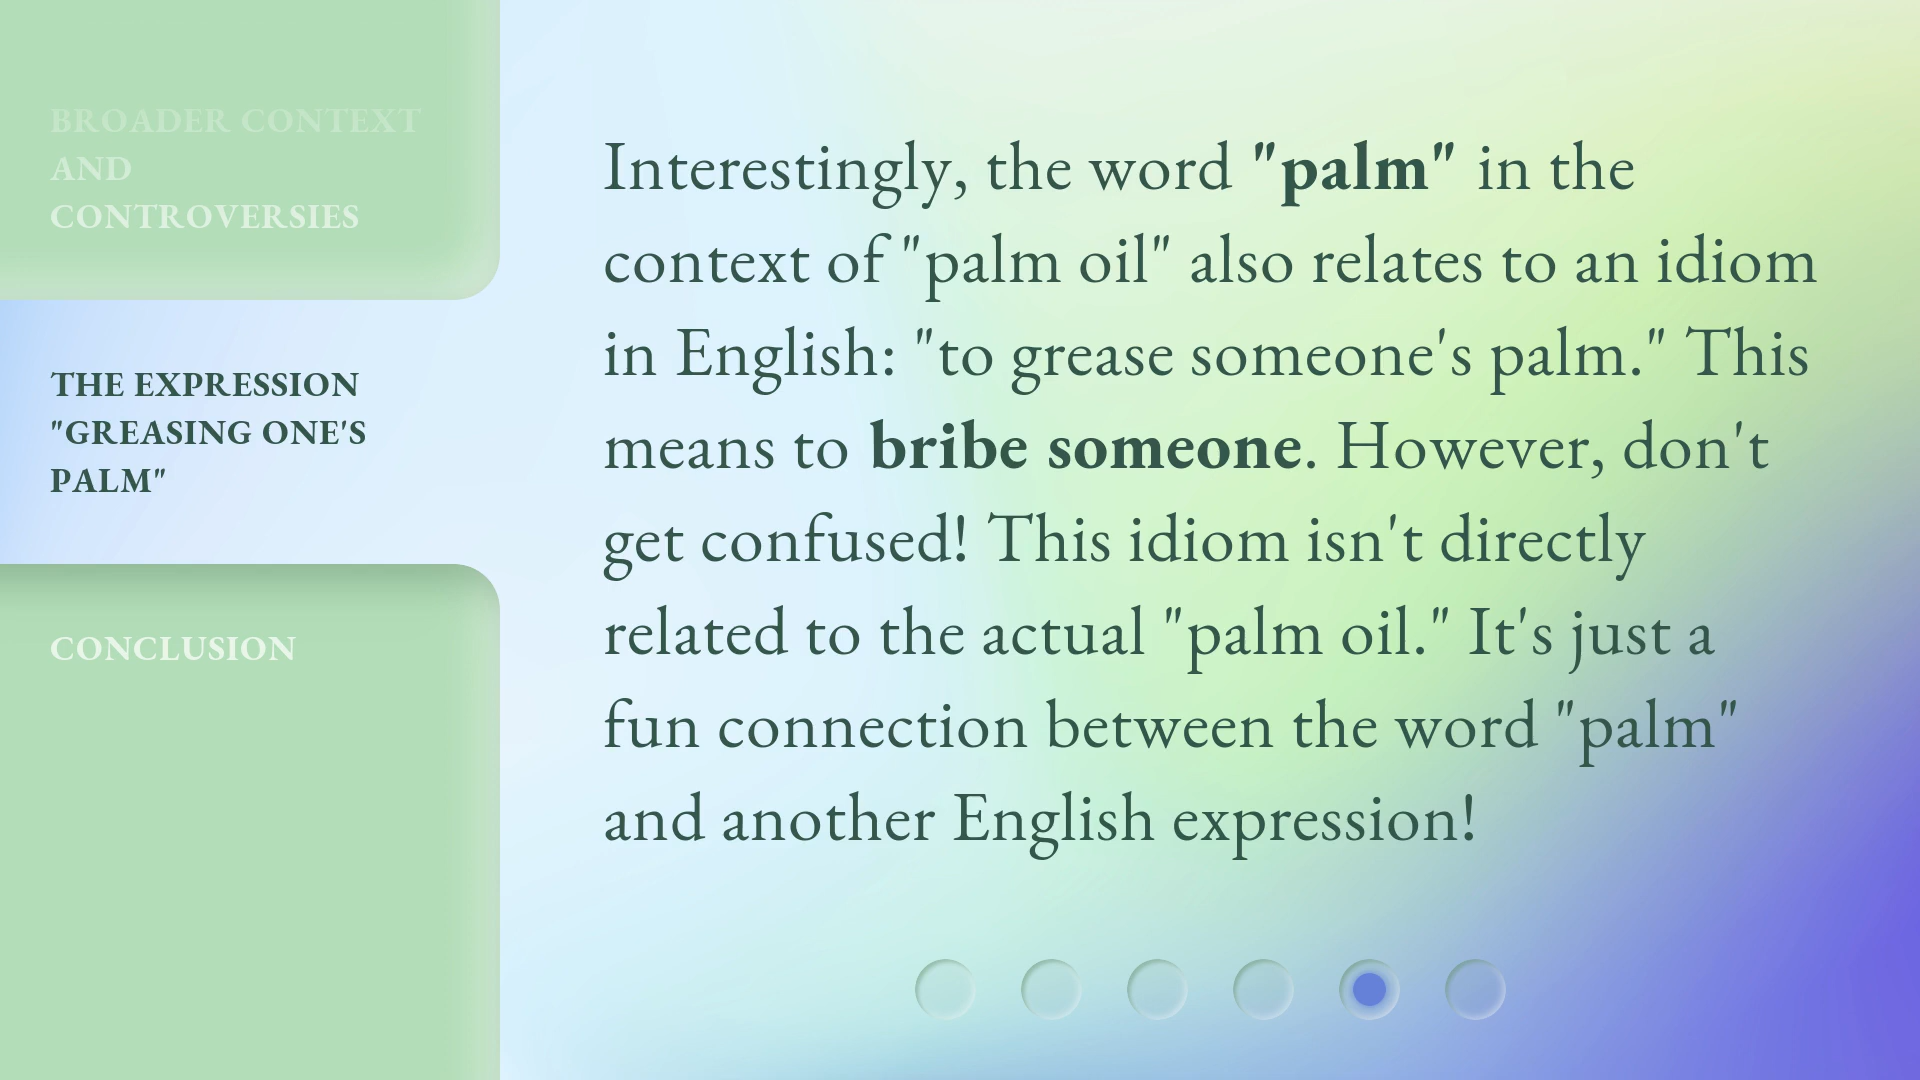 BROADER CONTEXT
AND
CONTROVERSIES
THE EXPRESSION
"GREASING ONE'S
PALM"
CONCLUSION
Interestingly, the word "palm" in the
context of "palm oil" also relates to an idiom
in English: "to grease someone's palm." This
means to bribe someone. However, don't
get confused! This idiom isn't directly
related to the actual "palm oil." It's just a
fun connection between the word "palm"
and another English expression!